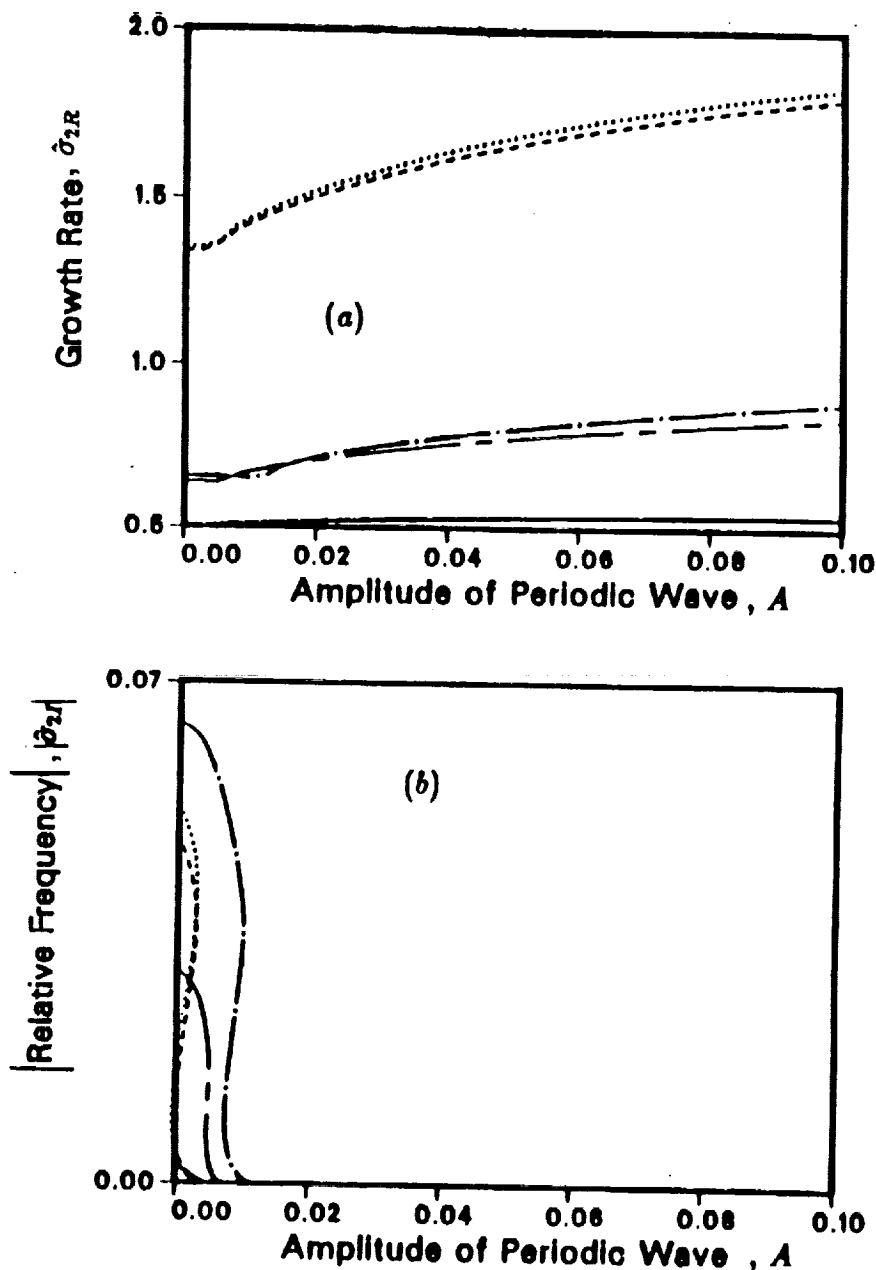 2.0
1.5
1.0
0.5
Growth Rate, σ̂2R
(a)
0.00 0.02 0.04 0.06 0.08 0.10
Amplitude of Periodic Wave , A
0.07
0.00
|Relative Frequency|, |σ̂2I|
(b)
0.00 0.02 0.04 0.06 0.08 0.10
Amplitude of Periodic Wave , A